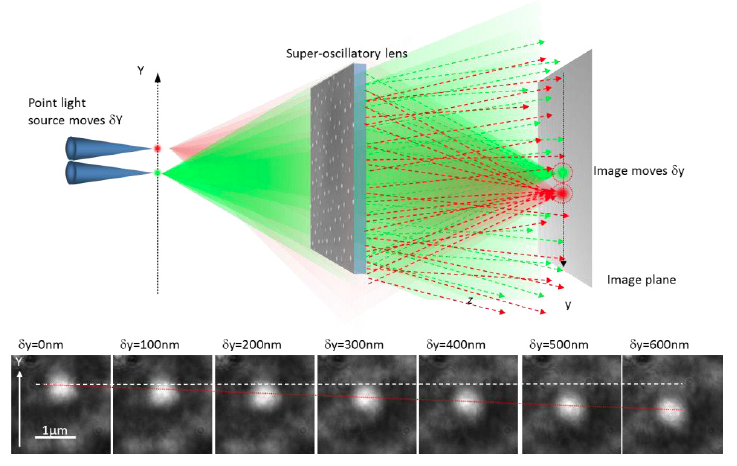 Super-oscillatory lens
Y
Point light
source moves δY
Image moves δy
Image plane
z
y
δy=0nm
δy=100nm
δy=200nm
δy=300nm
δy=400nm
δy=500nm
δy=600nm
Y
1μm